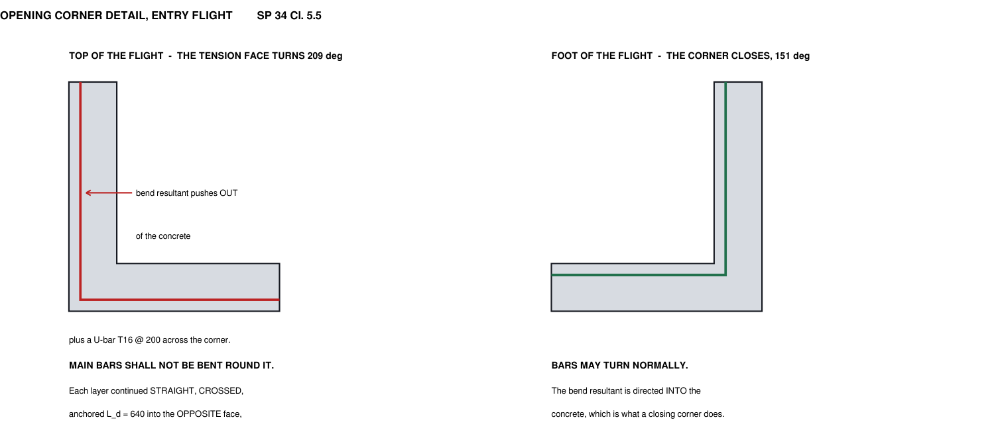 OPENING CORNER DETAIL, ENTRY FLIGHT SP 34 Cl. 5.5
TOP OF THE FLIGHT - THE TENSION FACE TURNS 209 deg
bend resultant pushes OUT
of the concrete
plus a U-bar T16 @ 200 across the corner.
MAIN BARS SHALL NOT BE BENT ROUND IT.
Each layer continued STRAIGHT, CROSSED,
anchored L_d = 640 into the OPPOSITE face,
FOOT OF THE FLIGHT - THE CORNER CLOSES, 151 deg
BARS MAY TURN NORMALLY.
The bend resultant is directed INTO the
concrete, which is what a closing corner does.